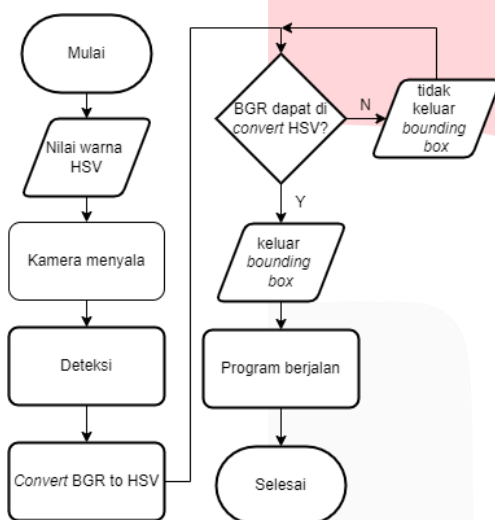 Mulai
Nilai warna
HSV
Kamera menyala
Deteksi
Convert BGR to HSV
BGR dapat di
convert HSV?
N
tidak
keluar
bounding
box
Y
keluar
bounding
box
Program berjalan
Selesai